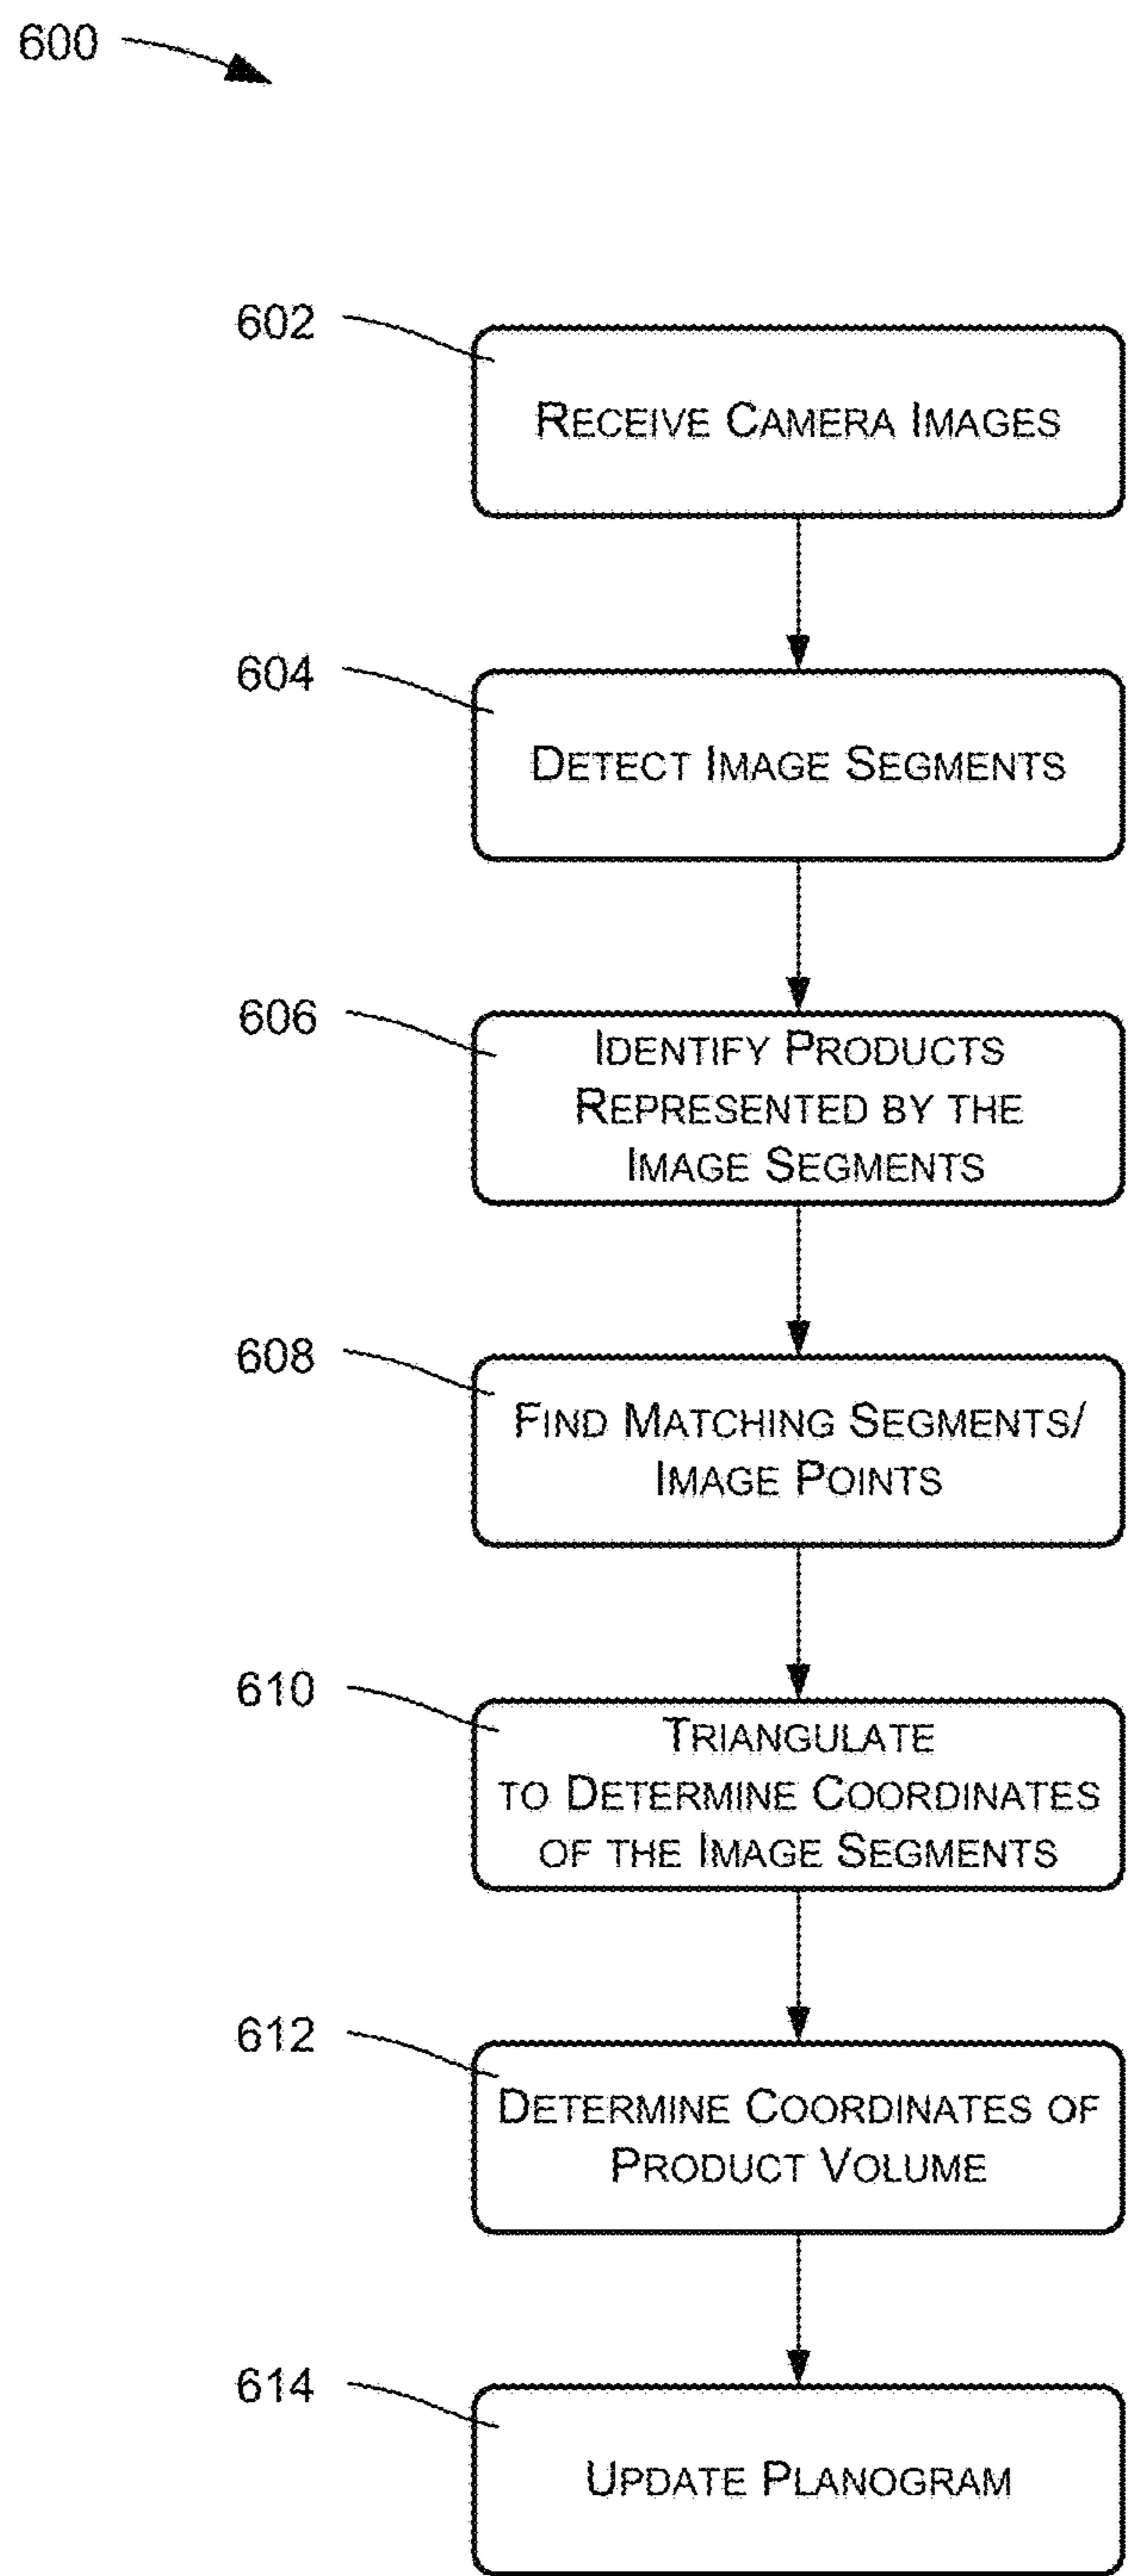 600
602
RECEIVE CAMERA IMAGES
604
DETECT IMAGE SEGMENTS
606
IDENTIFY PRODUCTS
REPRESENTED BY THE
IMAGE SEGMENTS
608
FIND MATCHING SEGMENTS/
IMAGE POINTS
610
TRIANGULATE
TO DETERMINE COORDINATES
OF THE IMAGE SEGMENTS
612
DETERMINE COORDINATES OF
PRODUCT VOLUME
614
UPDATE PLANOGRAM